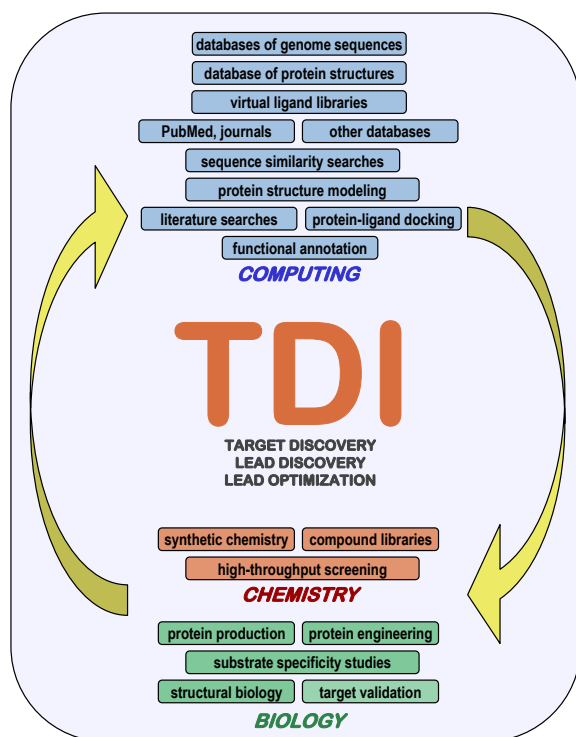 databases of genome sequences
database of protein structures
virtual ligand libraries
PubMed, journals other databases
sequence similarity searches
protein structure modeling
literature searches protein-ligand docking
functional annotation
COMPUTING
TDI
TARGET DISCOVERY
LEAD DISCOVERY
LEAD OPTIMIZATION
synthetic chemistry compound libraries
high-throughput screening
CHEMISTRY
protein production protein engineering
substrate specificity studies
structural biology target validation
BIOLOGY